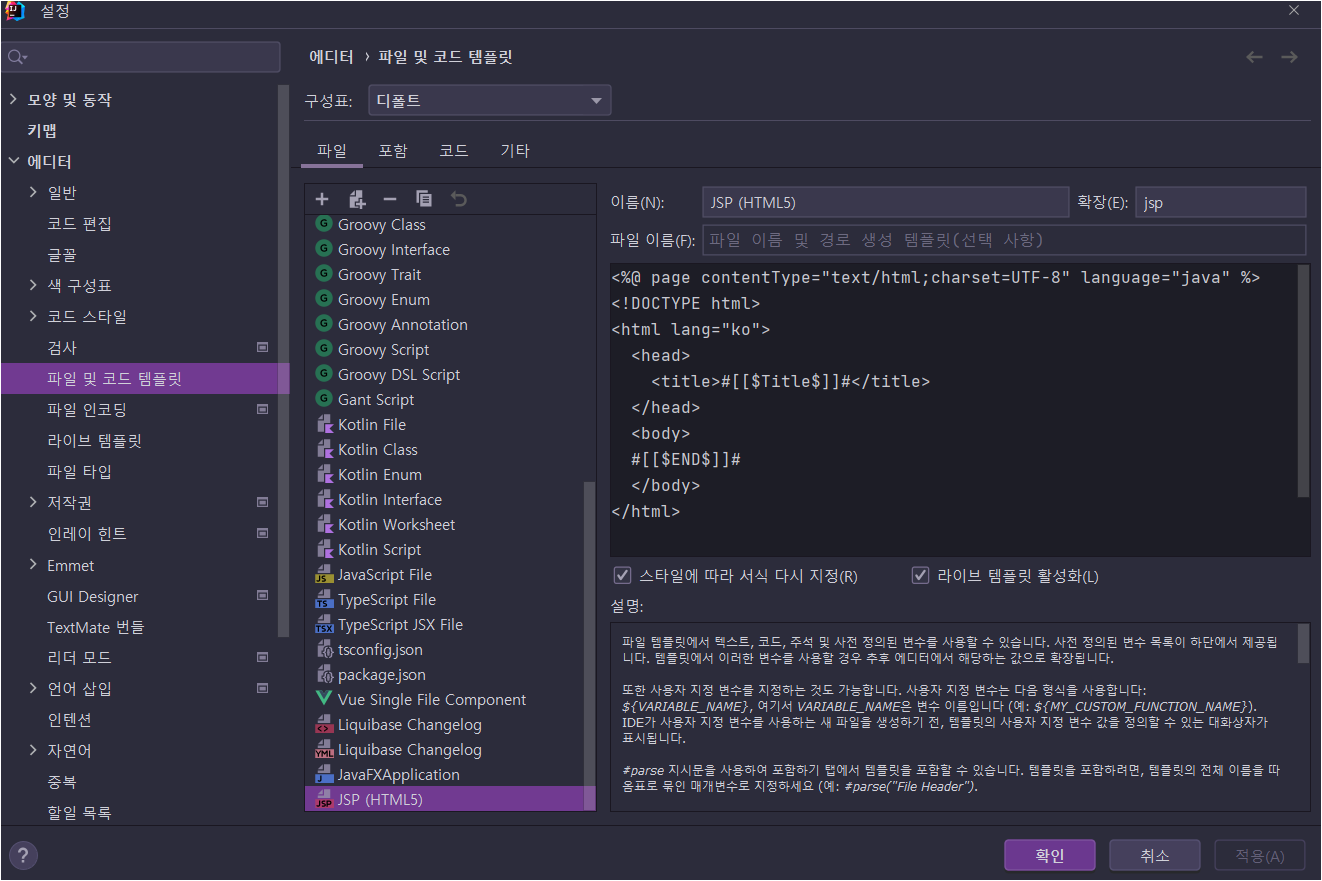 설정
에디터 › 파일 및 코드 템플릿
모양 및 동작
키맵
에디터
일반
코드 편집
글꼴
색 구성표
코드 스타일
검사
파일 및 코드 템플릿
파일 인코딩
라이브 템플릿
파일 타입
저작권
인레이 힌트
Emmet
GUI Designer
TextMate 번들
리더 모드
언어 삽입
인텐션
자연어
중복
할일 목록
구성표: 디폴트
파일 포함 코드 기타
Groovy Class
Groovy Interface
Groovy Trait
Groovy Enum
Groovy Annotation
Groovy Script
Groovy DSL Script
Gant Script
Kotlin File
Kotlin Class
Kotlin Enum
Kotlin Interface
Kotlin Worksheet
Kotlin Script
JavaScript File
TypeScript File
TypeScript JSX File
tsconfig.json
package.json
Vue Single File Component
Liquibase Changelog
Liquibase Changelog
JavaFXApplication
JSP (HTML5)
이름(N): JSP (HTML5) 확장(E): jsp
파일 이름(F): 파일 이름 및 경로 생성 템플릿(선택 사항)
<%@ page contentType="text/html;charset=UTF-8" language="java" %>
<!DOCTYPE html>
<html lang="ko">
  <head>
    <title>#[[$Title$]]#</title>
  </head>
  <body>
  #[[$END$]]#
  </body>
</html>
스타일에 따라 서식 다시 지정(R) 라이브 템플릿 활성화(L)
설명:
파일 템플릿에서 텍스트, 코드, 주석 및 사전 정의된 변수를 사용할 수 있습니다. 사전 정의된 변수 목록이 하단에서 제공됩
니다. 템플릿에서 이러한 변수를 사용할 경우 추후 에디터에서 해당하는 값으로 확장됩니다.
또한 사용자 지정 변수를 지정하는 것도 가능합니다. 사용자 지정 변수는 다음 형식을 사용합니다:
${VARIABLE_NAME}, 여기서 VARIABLE_NAME은 변수 이름입니다 (예: ${MY_CUSTOM_FUNCTION_NAME}).
IDE가 사용자 지정 변수를 사용하는 새 파일을 생성하기 전, 템플릿의 사용자 지정 변수 값을 정의할 수 있는 대화상자가
표시됩니다.
#parse 지시문을 사용하여 포함하기 탭에서 템플릿을 포함할 수 있습니다. 템플릿을 포함하려면, 템플릿의 전체 이름을 따
옴표로 묶인 매개변수로 지정하세요 (예: #parse("File Header").
? 확인 취소 적용(A)